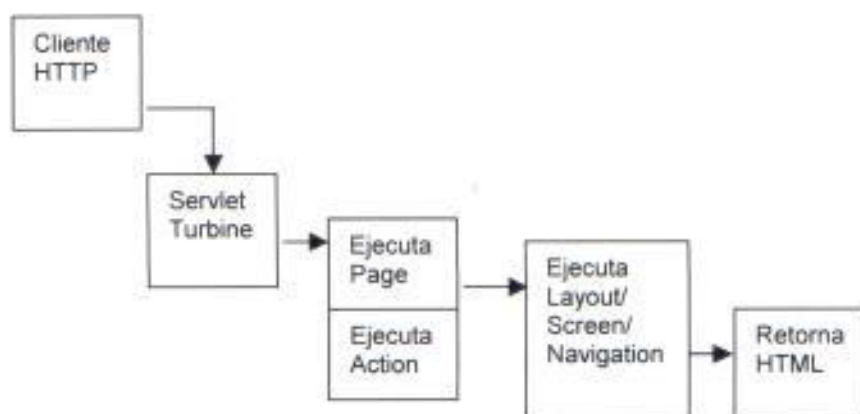 Cliente
HTTP
Servlet
Turbine
Ejecuta
Page
Ejecuta
Action
Ejecuta
Layout/
Screen/
Navigation
Retorna
HTML